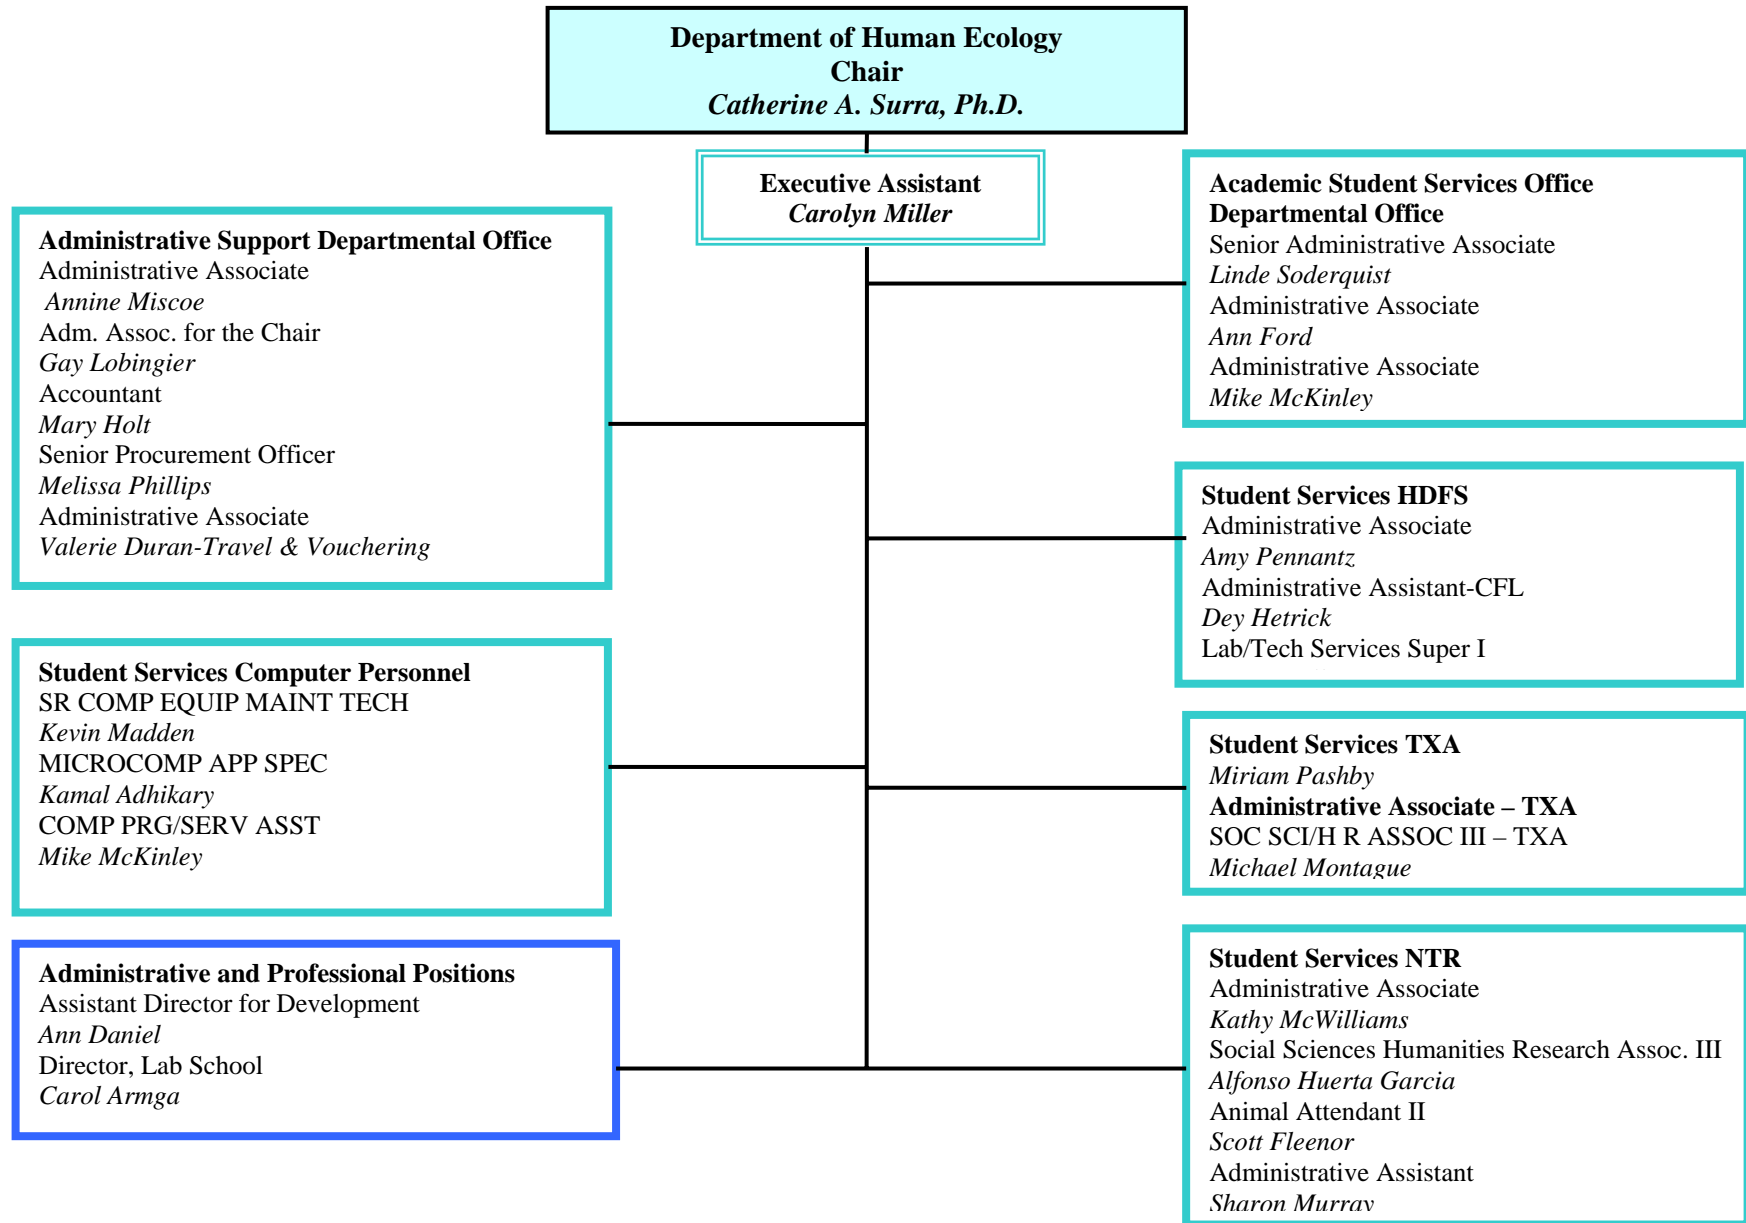 Department of Human Ecology
Chair
Catherine A. Surra, Ph.D.
Executive Assistant
Carolyn Miller
Administrative Support Departmental Office
Administrative Associate
Annine Miscoe
Adm. Assoc. for the Chair
Gay Lobingier
Accountant
Mary Holt
Senior Procurement Officer
Melissa Phillips
Administrative Associate
Valerie Duran-Travel & Vouchering
Student Services Computer Personnel
SR COMP EQUIP MAINT TECH
Kevin Madden
MICROCOMP APP SPEC
Kamal Adhikary
COMP PRG/SERV ASST
Mike McKinley
Administrative and Professional Positions
Assistant Director for Development
Ann Daniel
Director, Lab School
Carol Armga
Academic Student Services Office
Departmental Office
Senior Administrative Associate
Linde Soderquist
Administrative Associate
Ann Ford
Administrative Associate
Mike McKinley
Student Services HDFS
Administrative Associate
Amy Pennantz
Administrative Assistant-CFL
Dey Hetrick
Lab/Tech Services Super I
Student Services TXA
Miriam Pashby
Administrative Associate – TXA
SOC SCI/H R ASSOC III – TXA
Michael Montague
Student Services NTR
Administrative Associate
Kathy McWilliams
Social Sciences Humanities Research Assoc. III
Alfonso Huerta Garcia
Animal Attendant II
Scott Fleenor
Administrative Assistant
Sharon Murray